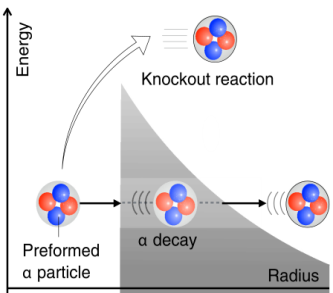 Energy
Knockout reaction
Preformed
α particle
α decay
Radius